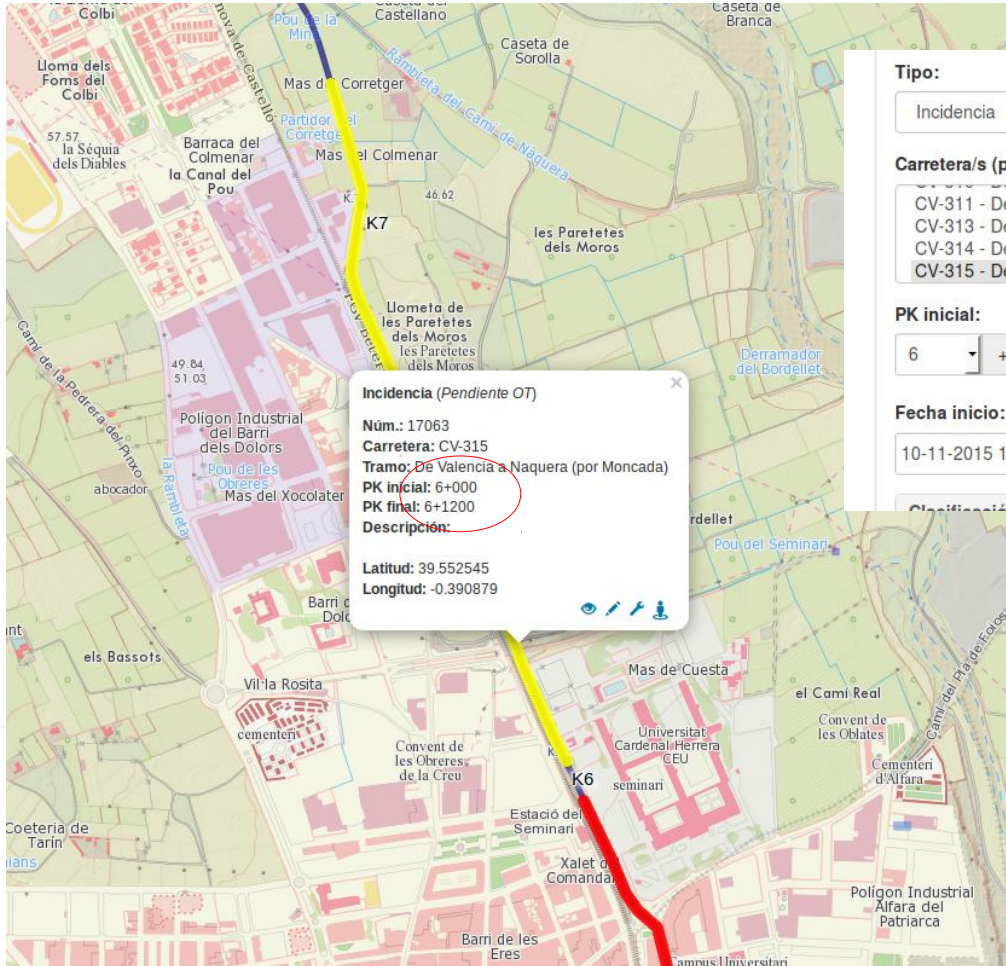 Colbi
Castellano
Caseta de
Branca
Pou de la
Mina
nova de Castelló
Caseta de
Sorolla
Lloma dels
Forns del
Colbi
Rambleta del Camí de Nàquera
Mas d Corretger
Partidor del
Corretger
57.57
la Séquia
dels Diables
Barraca del
Colmenar
Mas el Colmenar
la Canal del
Pou
46.62
K.
K7
les Paretetes
dels Moros
Lloma de
les Paretetes
dels Moros
les Paretetes
dels Moros
Derramador
del Bordellet
Camí de la Pedrera del Pinxo
49.84
51.03
Polígon Industrial
del Barri
dels Dolors
Pou de les
Obreres
la Rambleta
abocador
Mas del Xocolater
Tipo:
Incidencia
Carretera/s (p
CV-311 - De
CV-313 - De
CV-314 - De
CV-315 - De
PK inicial:
6
+
Fecha inicio:
10-11-2015 1
Incidencia (Pendiente OT)
×
Núm.: 17063
Carretera: CV-315
Tramo: De Valencia a Naquera (por Moncada)
PK inicial: 6+000
PK final: 6+1200
Descripción:
Latitud: 39.552545
Longitud: -0.390879
rdellet
Pou del Seminari
Barri d
Dolo
els Bassots
Vil·la Rosita
cementeri
Convent de
les Obreres
de la Creu
Mas de Cuesta
el Camí Real
Camí del Pla de Foios
Convent de
les Oblates
Universitat
Cardenal Herrera
CEU
Cementeri
d'Alfara
K6
seminari
Estació del
Seminari
Coeteria de
Tarín
Xalet d
Comanda
Polígon Industrial
Alfara del
Patriarca
Barri de les
Eres
Campus Universitari